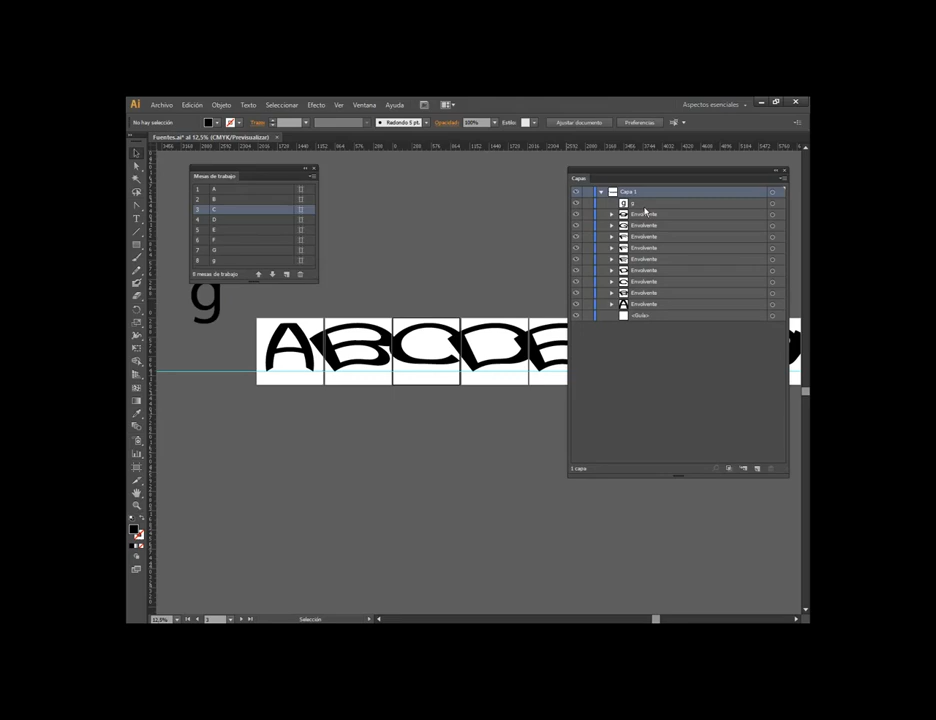 Ai Archivo Edición Objeto Texto Seleccionar Efecto Ver Ventana Ayuda Aspectos esenciales
No hay selección Trazo: Redondo 5 pt. Opacidad: 100% Estilo: Ajustar documento Preferencias
Fuentes.ai* al 12,5% (CMYK/Previsualizar)
Mesas de trabajo
1 A
2 B
3 C
4 D
5 E
6 F
7 G
8 g
8 mesas de trabajo
Capas
Capa 1
g
Envolvente
Envolvente
Envolvente
Envolvente
Envolvente
Envolvente
Envolvente
Envolvente
Envolvente
<Guía>
1 capa
g
A B C D E
12,5% 3 Selección